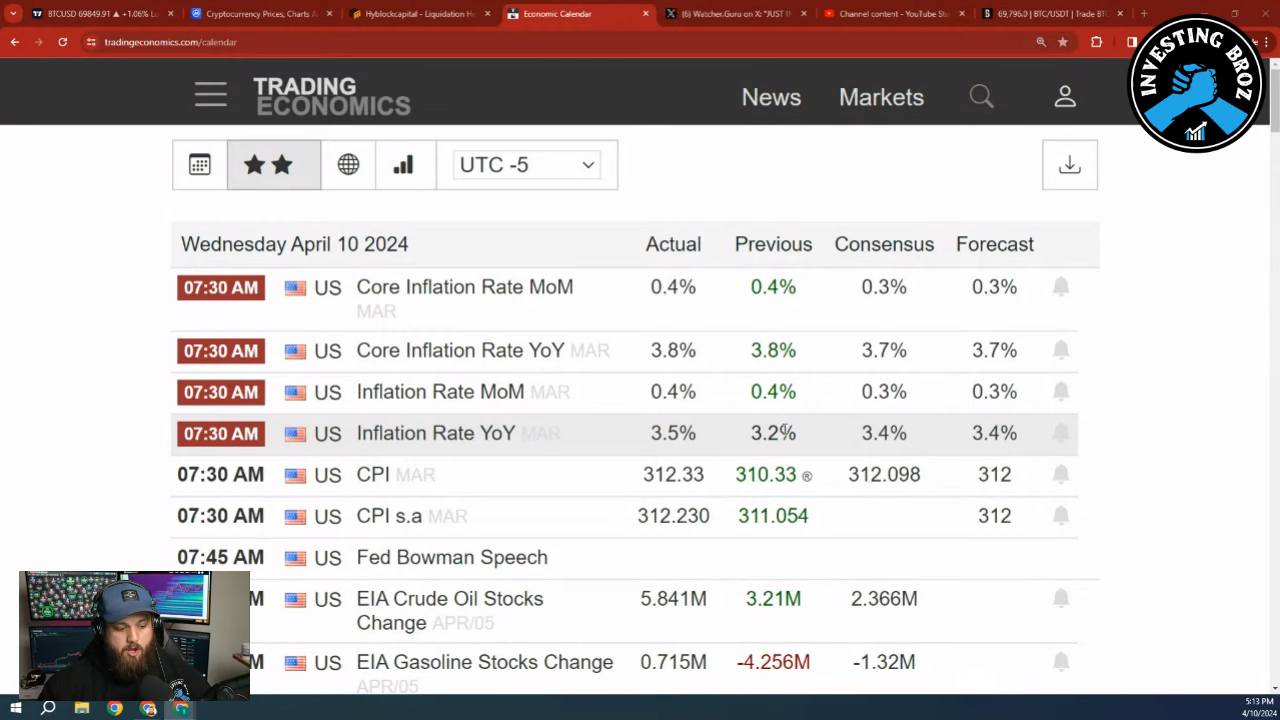 BTCUSD 69849.91 ▲ +1.06%
Cryptocurrency Prices, Charts
Hyblockcapital - Liquidation
Economic Calendar
(6) Watcher.Guru on X: "JUST
Channel content - YouTube
69,796.0 | BTC/USDT | Trade
tradingeconomics.com/calendar
INVESTING BROZ
TRADING
ECONOMICS
News
Markets
UTC -5
Wednesday April 10 2024 Actual Previous Consensus Forecast
07:30 AM US Core Inflation Rate MoM 0.4% 0.4% 0.3% 0.3%
MAR
07:30 AM US Core Inflation Rate YoY MAR 3.8% 3.8% 3.7% 3.7%
07:30 AM US Inflation Rate MoM MAR 0.4% 0.4% 0.3% 0.3%
07:30 AM US Inflation Rate YoY MAR 3.5% 3.2% 3.4% 3.4%
07:30 AM US CPI MAR 312.33 310.33 ® 312.098 312
07:30 AM US CPI s.a MAR 312.230 311.054 312
07:45 AM US Fed Bowman Speech
US EIA Crude Oil Stocks 5.841M 3.21M 2.366M
Change APR/05
US EIA Gasoline Stocks Change 0.715M -4.256M -1.32M
APR/05
5:13 PM
4/10/2024